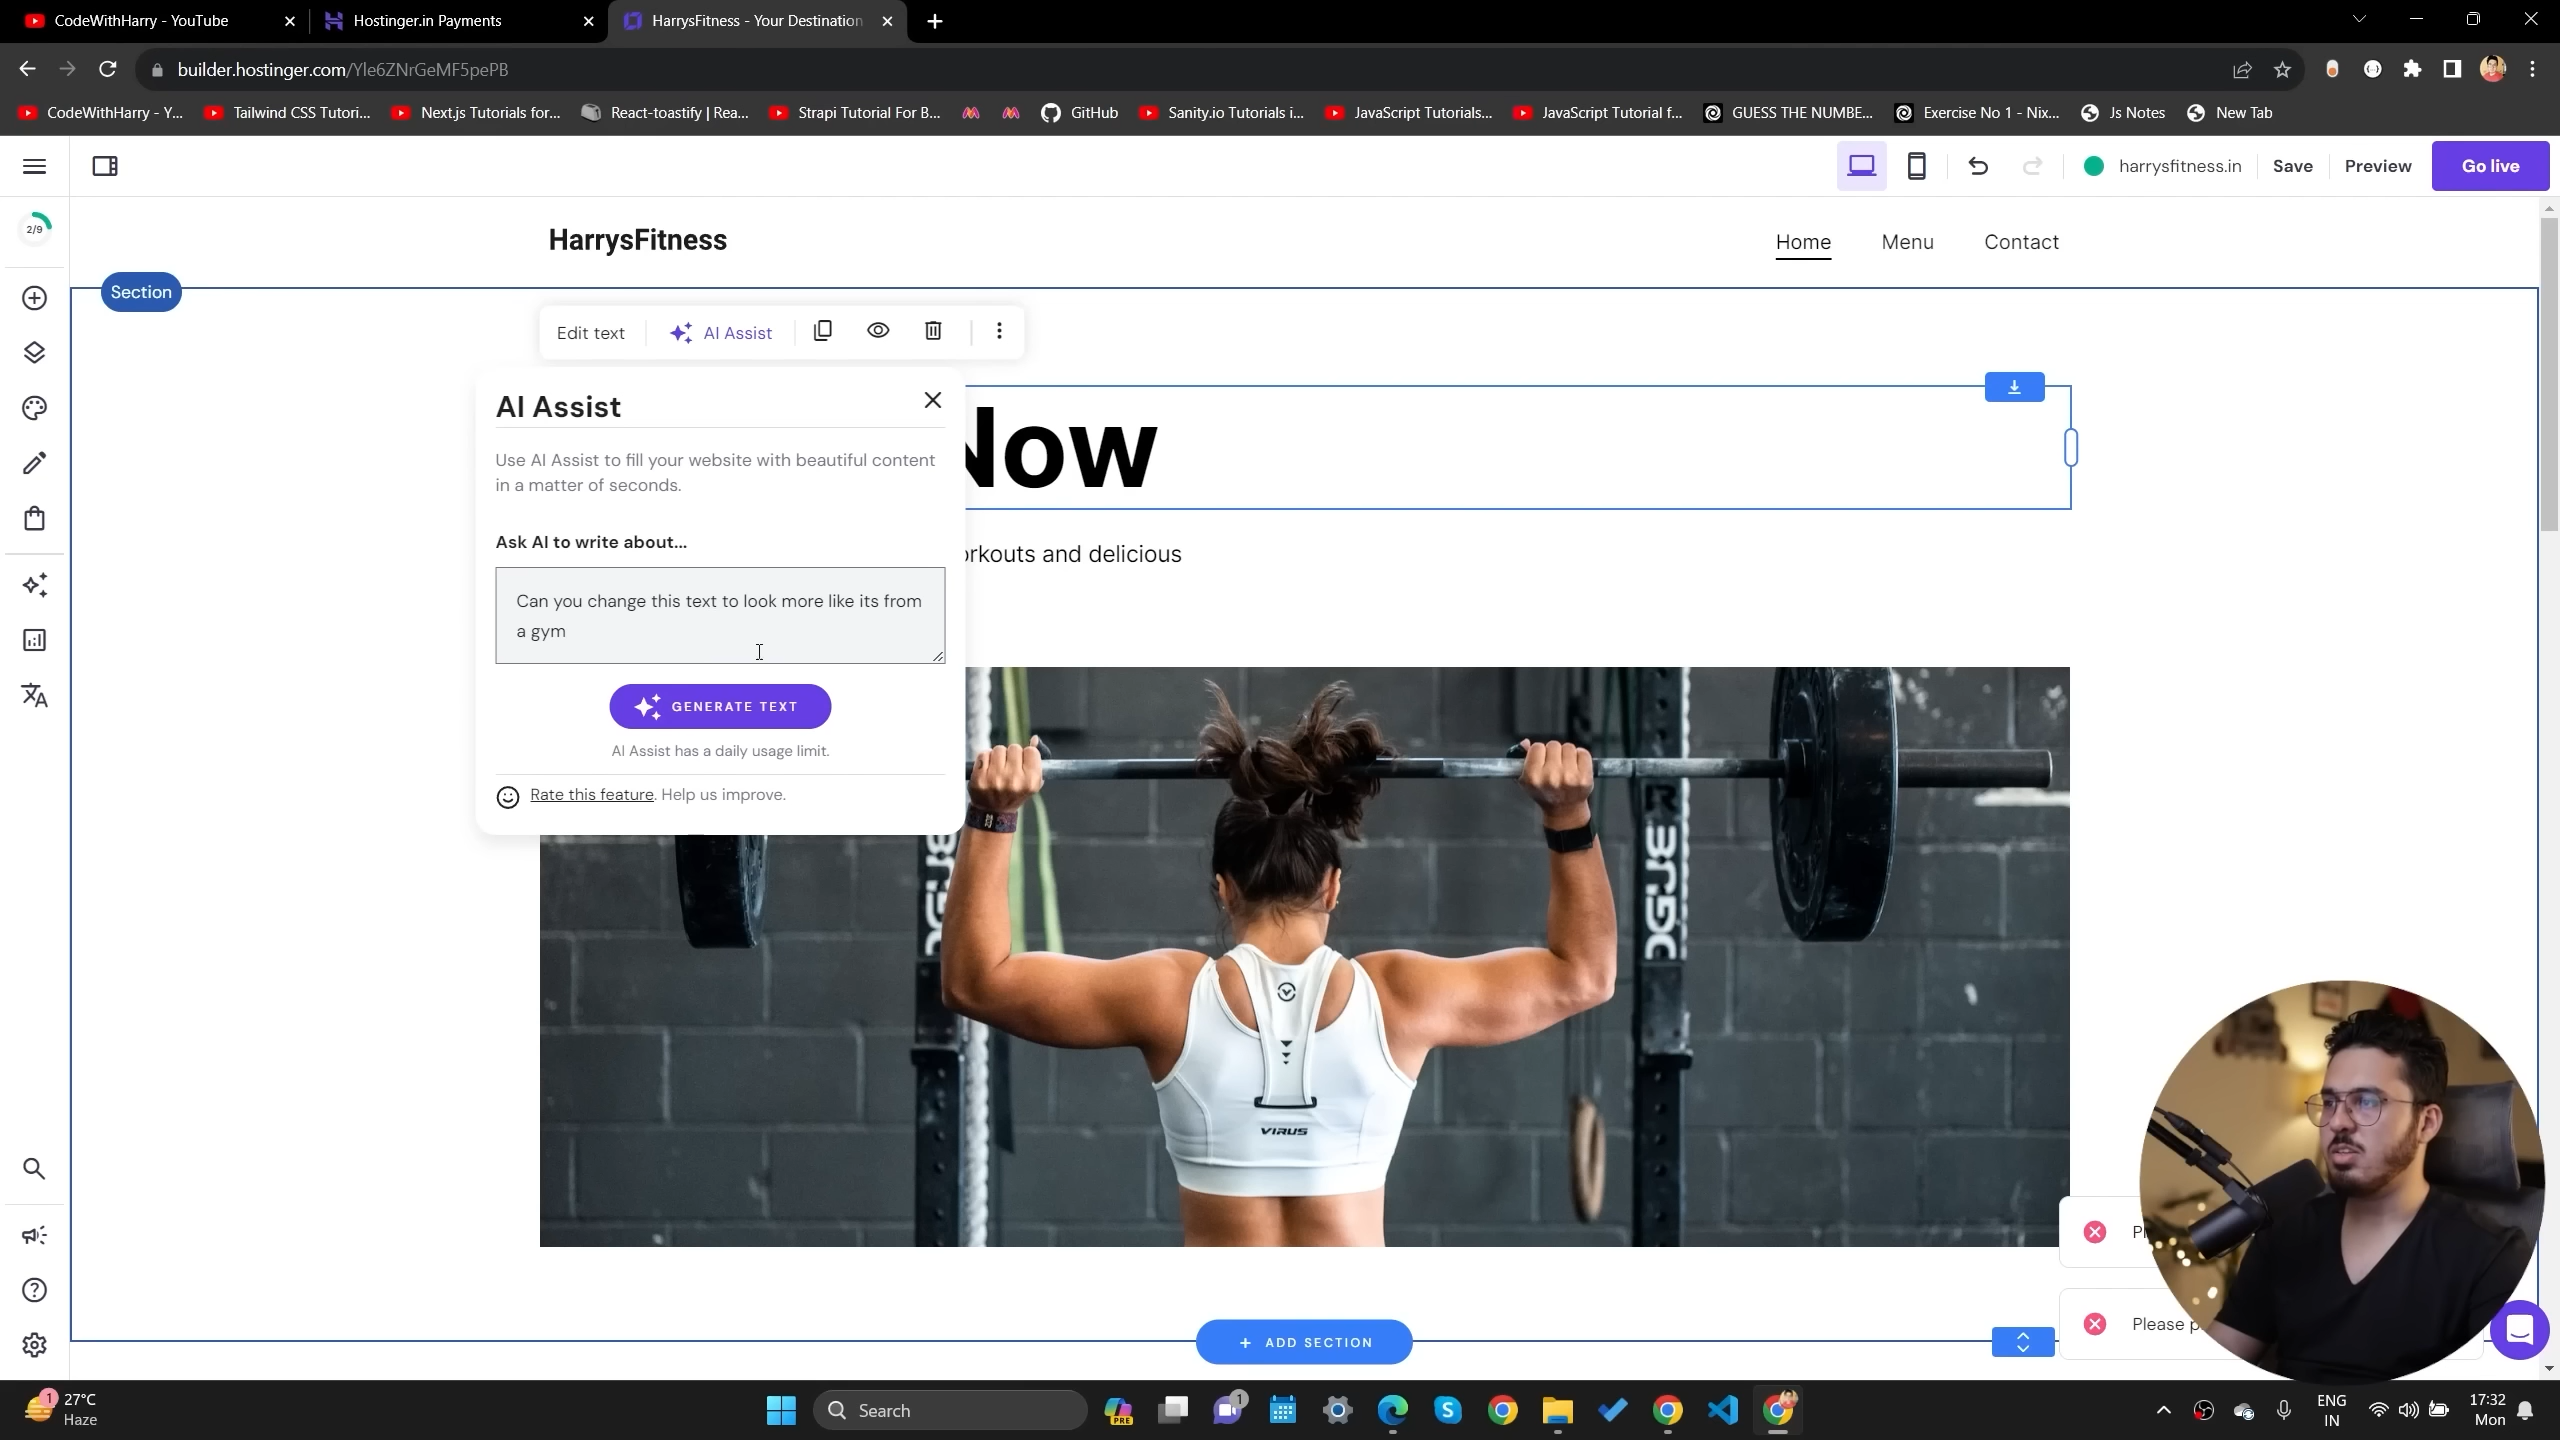 CodeWithHarry - YouTube
Hostinger.in Payments
HarrysFitness - Your Destination
builder.hostinger.com/Yle6ZNrGeMF5pePB
CodeWithHarry - Y...
Tailwind CSS Tutori...
Next.js Tutorials for...
React-toastify | Rea...
Strapi Tutorial For B...
GitHub
Sanity.io Tutorials i...
JavaScript Tutorials...
JavaScript Tutorial f...
GUESS THE NUMBE...
Exercise No 1 - Nix...
Js Notes
New Tab
harrysfitness.in
Save
Preview
Go live
2/9
HarrysFitness
Home
Menu
Contact
Section
Edit text
AI Assist
AI Assist
Use AI Assist to fill your website with beautiful content
in a matter of seconds.
Now
Ask AI to write about...
orkouts and delicious
Can you change this text to look more like its from
a gym
GENERATE TEXT
AI Assist has a daily usage limit.
Rate this feature. Help us improve.
VIRUS
Please p
+ ADD SECTION
1
27°C
Haze
Search
PRE
1
ENG
IN
17:32
Mon